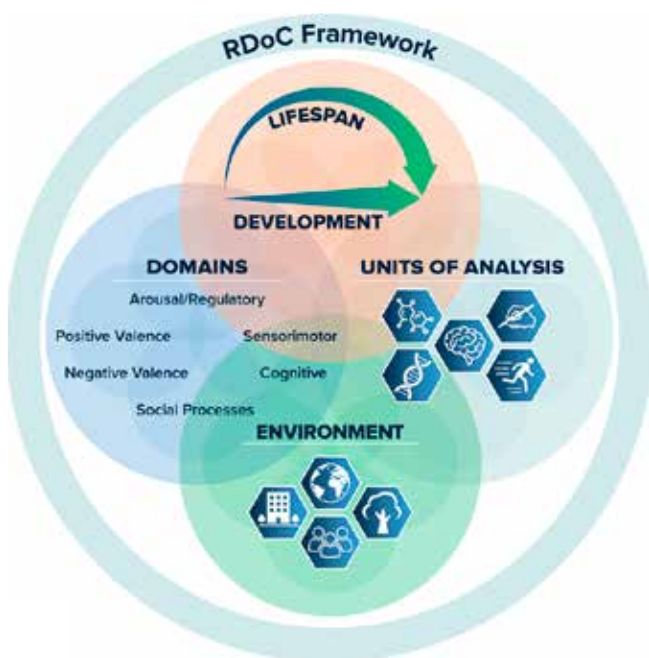 RDoC Framework
LIFESPAN
DEVELOPMENT
DOMAINS
Arousal/Regulatory
Positive Valence
Sensorimotor
Negative Valence
Cognitive
Social Processes
UNITS OF ANALYSIS
ENVIRONMENT